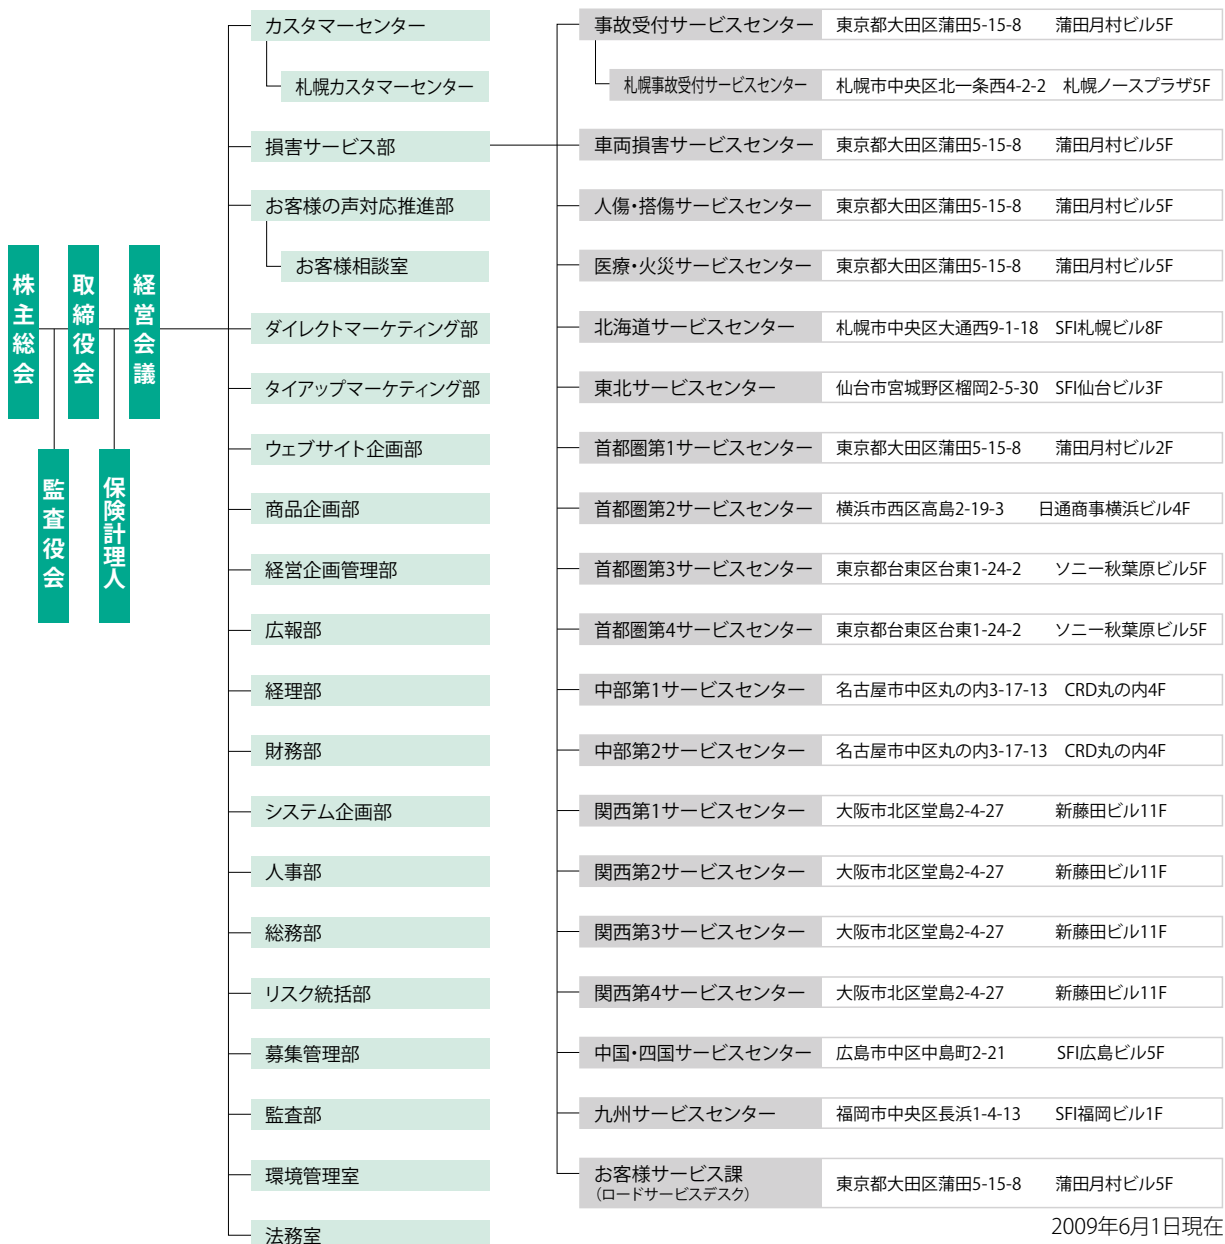 株主総会
取締役会
経営会議
監査役会
保険計理人
カスタマーセンター
札幌カスタマーセンター
損害サービス部
お客様の声対応推進部
お客様相談室
ダイレクトマーケティング部
タイアップマーケティング部
ウェブサイト企画部
商品企画部
経営企画管理部
広報部
経理部
財務部
システム企画部
人事部
総務部
リスク統括部
募集管理部
監査部
環境管理室
法務室
事故受付サービスセンター 東京都大田区蒲田5-15-8 蒲田月村ビル5F
札幌事故受付サービスセンター 札幌市中央区北一条西4-2-2 札幌ノースプラザ5F
車両損害サービスセンター 東京都大田区蒲田5-15-8 蒲田月村ビル5F
人傷・搭傷サービスセンター 東京都大田区蒲田5-15-8 蒲田月村ビル5F
医療・火災サービスセンター 東京都大田区蒲田5-15-8 蒲田月村ビル5F
北海道サービスセンター 札幌市中央区大通西9-1-18 SFI札幌ビル8F
東北サービスセンター 仙台市宮城野区榴岡2-5-30 SFI仙台ビル3F
首都圏第1サービスセンター 東京都大田区蒲田5-15-8 蒲田月村ビル2F
首都圏第2サービスセンター 横浜市西区高島2-19-3 日通商事横浜ビル4F
首都圏第3サービスセンター 東京都台東区台東1-24-2 ソニー秋葉原ビル5F
首都圏第4サービスセンター 東京都台東区台東1-24-2 ソニー秋葉原ビル5F
中部第1サービスセンター 名古屋市中区丸の内3-17-13 CRD丸の内4F
中部第2サービスセンター 名古屋市中区丸の内3-17-13 CRD丸の内4F
関西第1サービスセンター 大阪市北区堂島2-4-27 新藤田ビル11F
関西第2サービスセンター 大阪市北区堂島2-4-27 新藤田ビル11F
関西第3サービスセンター 大阪市北区堂島2-4-27 新藤田ビル11F
関西第4サービスセンター 大阪市北区堂島2-4-27 新藤田ビル11F
中国・四国サービスセンター 広島市中区中島町2-21 SFI広島ビル5F
九州サービスセンター 福岡市中央区長浜1-4-13 SFI福岡ビル1F
お客様サービス課
（ロードサービスデスク） 東京都大田区蒲田5-15-8 蒲田月村ビル5F
2009年6月1日現在